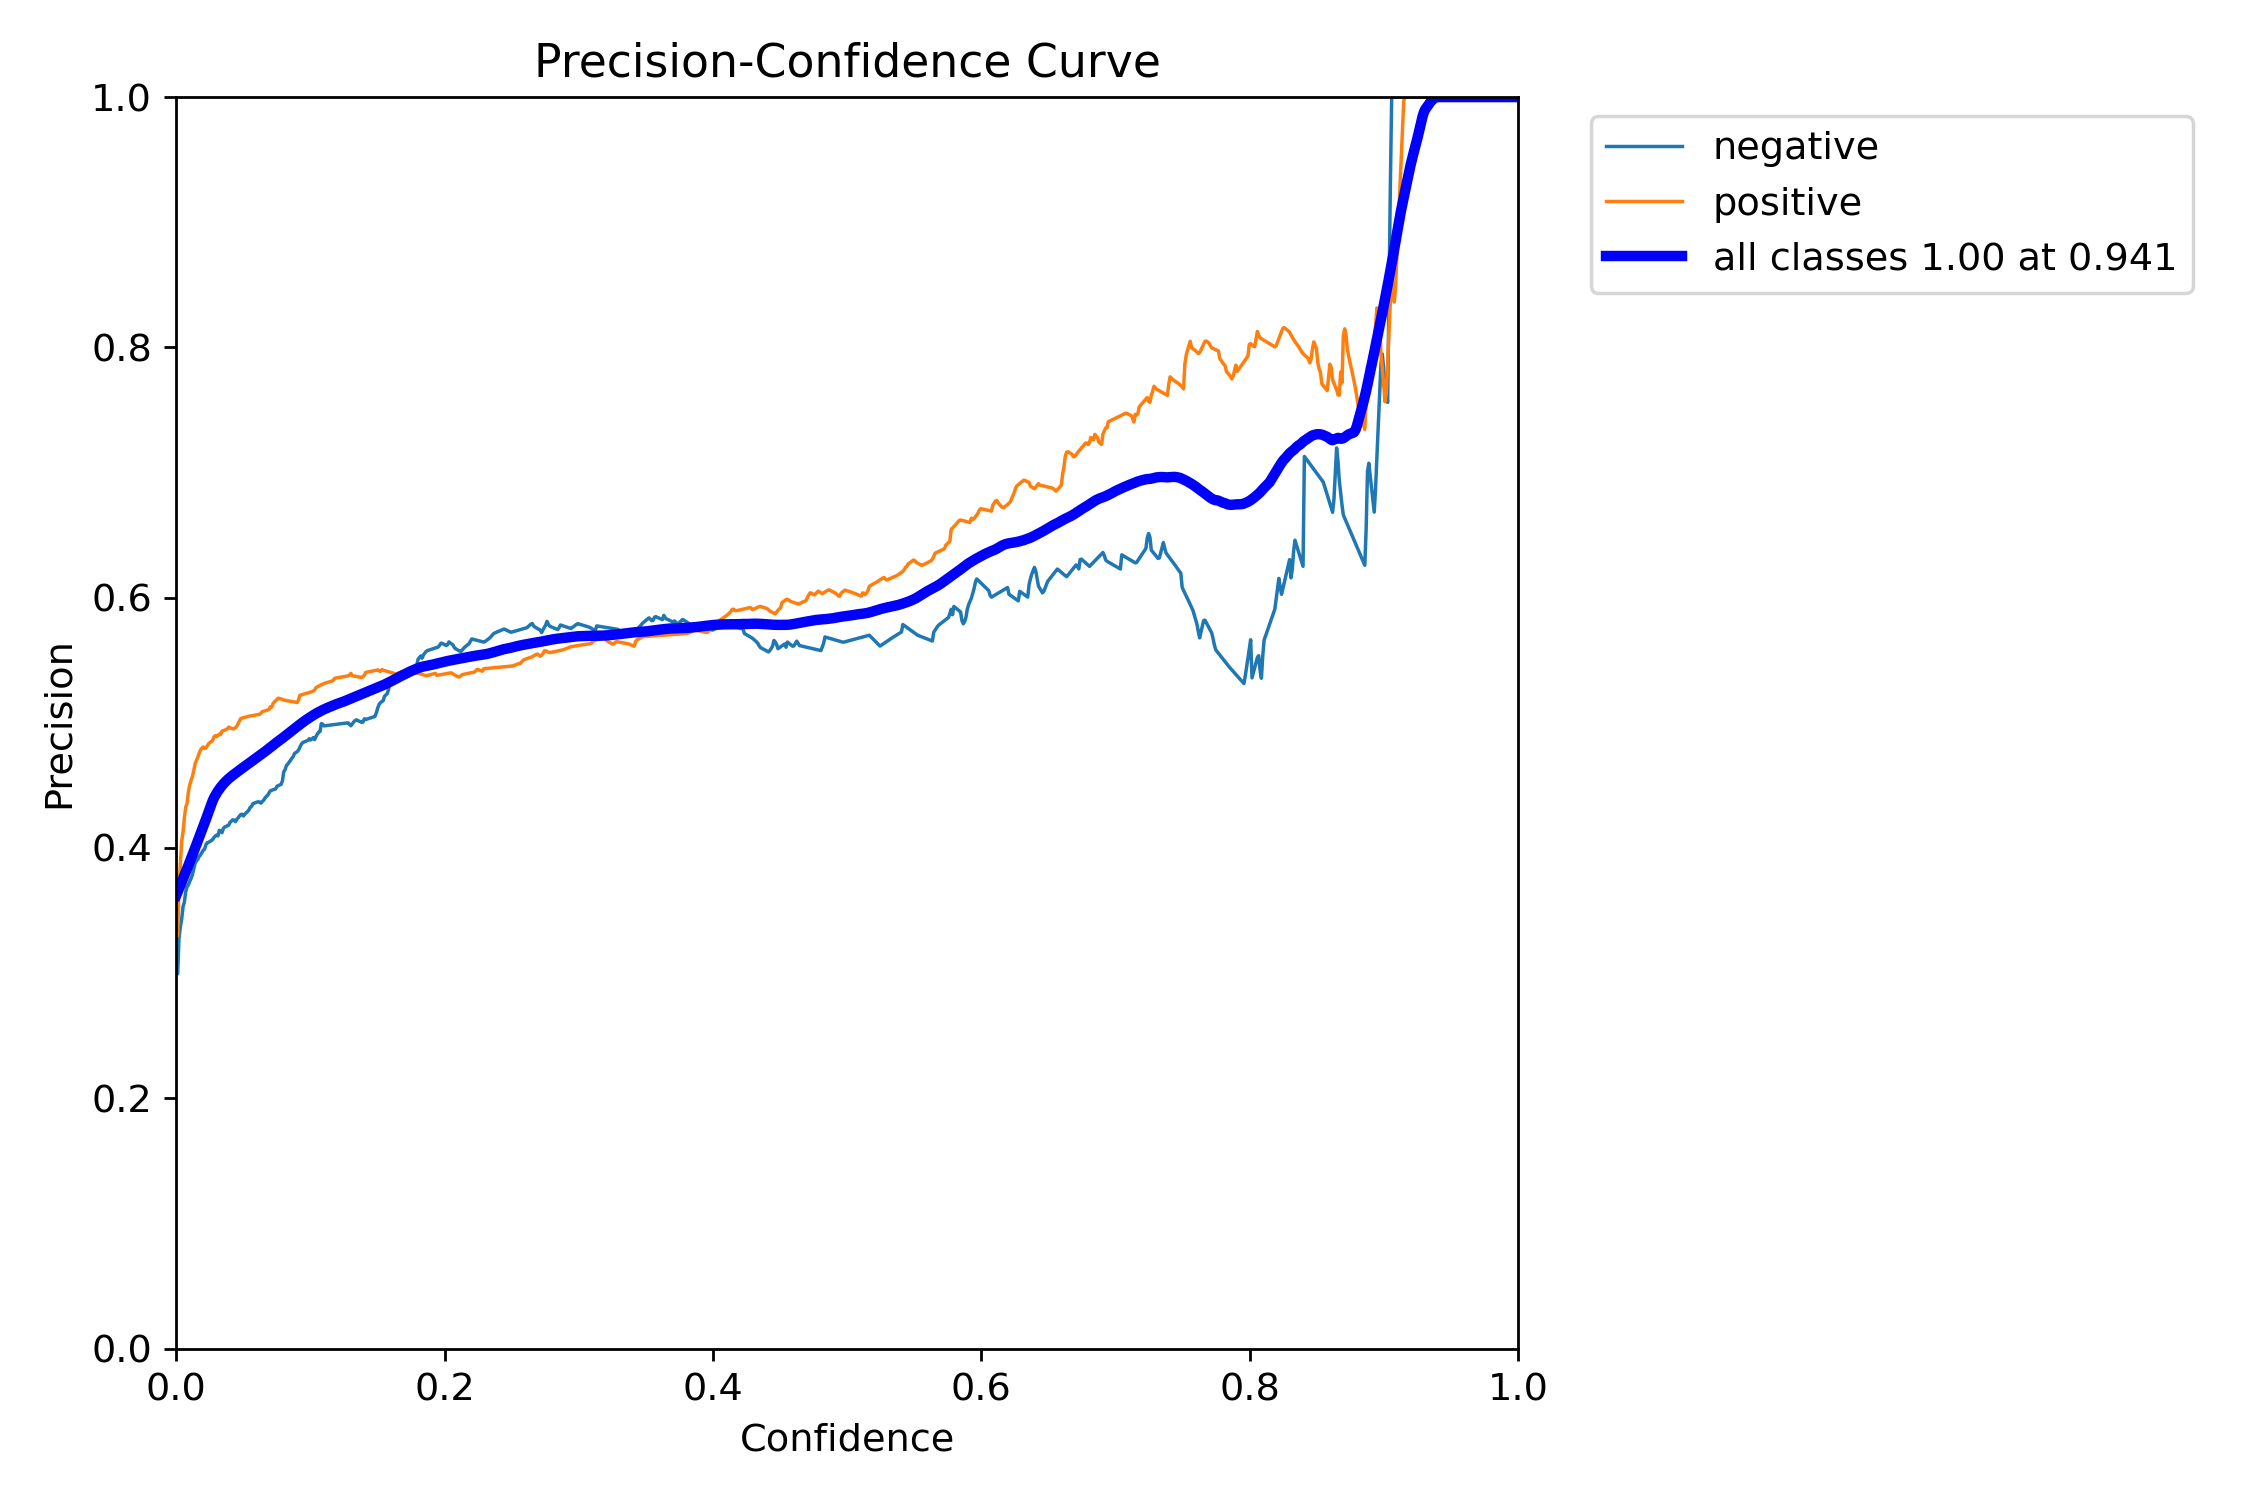 Precision-Confidence Curve
1.0
0.8
0.6
0.4
0.2
0.0
Precision
0.0 0.2 0.4 0.6 0.8 1.0
Confidence
negative
positive
all classes 1.00 at 0.941